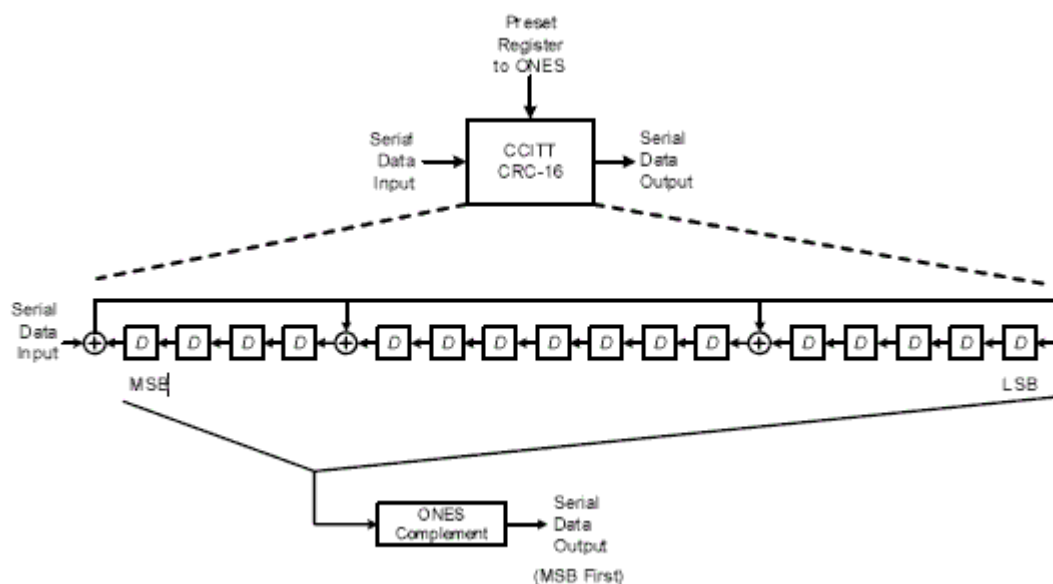 Preset
Register
to ONES
Serial
Data
Input
CCITT
CRC-16
Serial
Data
Output
Serial
Data
Input
D D D D D D D D D D D D D D D D
MSB
LSB
ONES
Complement
Serial
Data
Output
(MSB First)